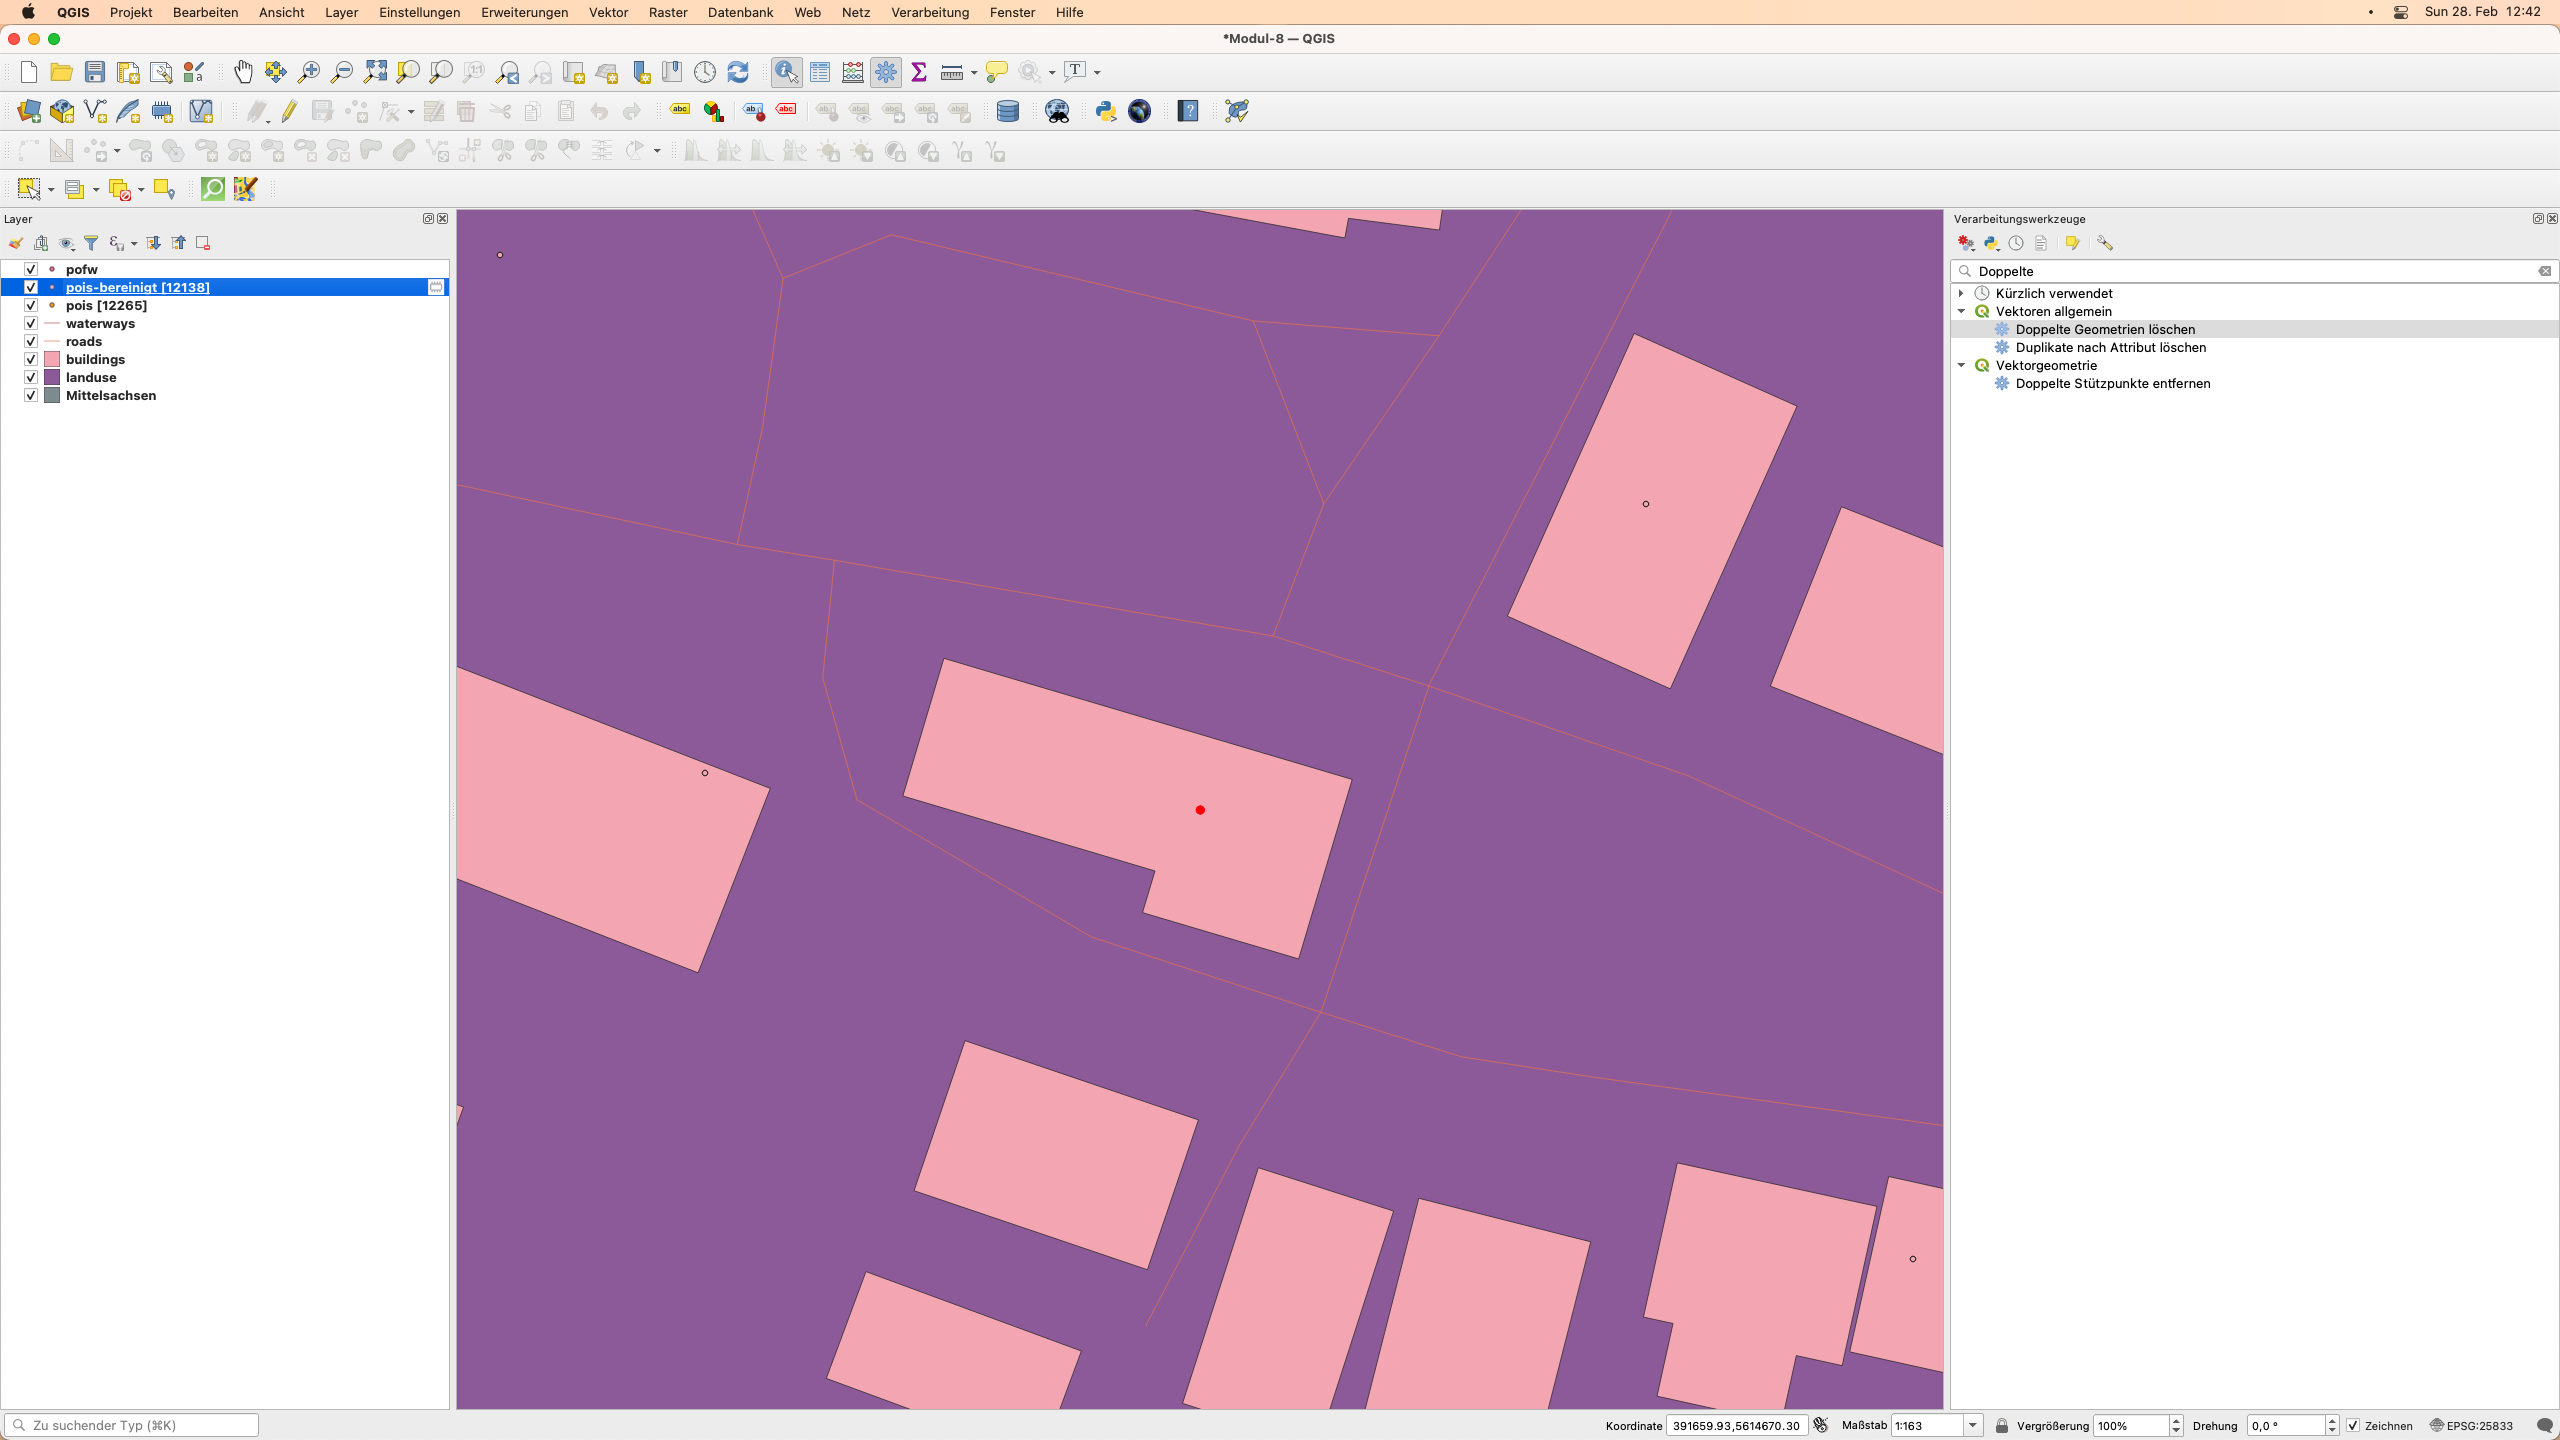 QGIS Projekt Bearbeiten Ansicht Layer Einstellungen Erweiterungen Vektor Raster Datenbank Web Netz Verarbeitung Fenster Hilfe Sun 28. Feb 12:42
*Modul-8 — QGIS
Layer
pofw
pois-bereinigt [12138]
pois [12265]
waterways
roads
buildings
landuse
Mittelsachsen
Verarbeitungswerkzeuge
Doppelte
Kürzlich verwendet
Vektoren allgemein
Doppelte Geometrien löschen
Duplikate nach Attribut löschen
Vektorgeometrie
Doppelte Stützpunkte entfernen
Zu suchender Typ (⌘K) Koordinate 391659.93,5614670.30 Maßstab 1:163 Vergrößerung 100% Drehung 0,0 ° Zeichnen EPSG:25833